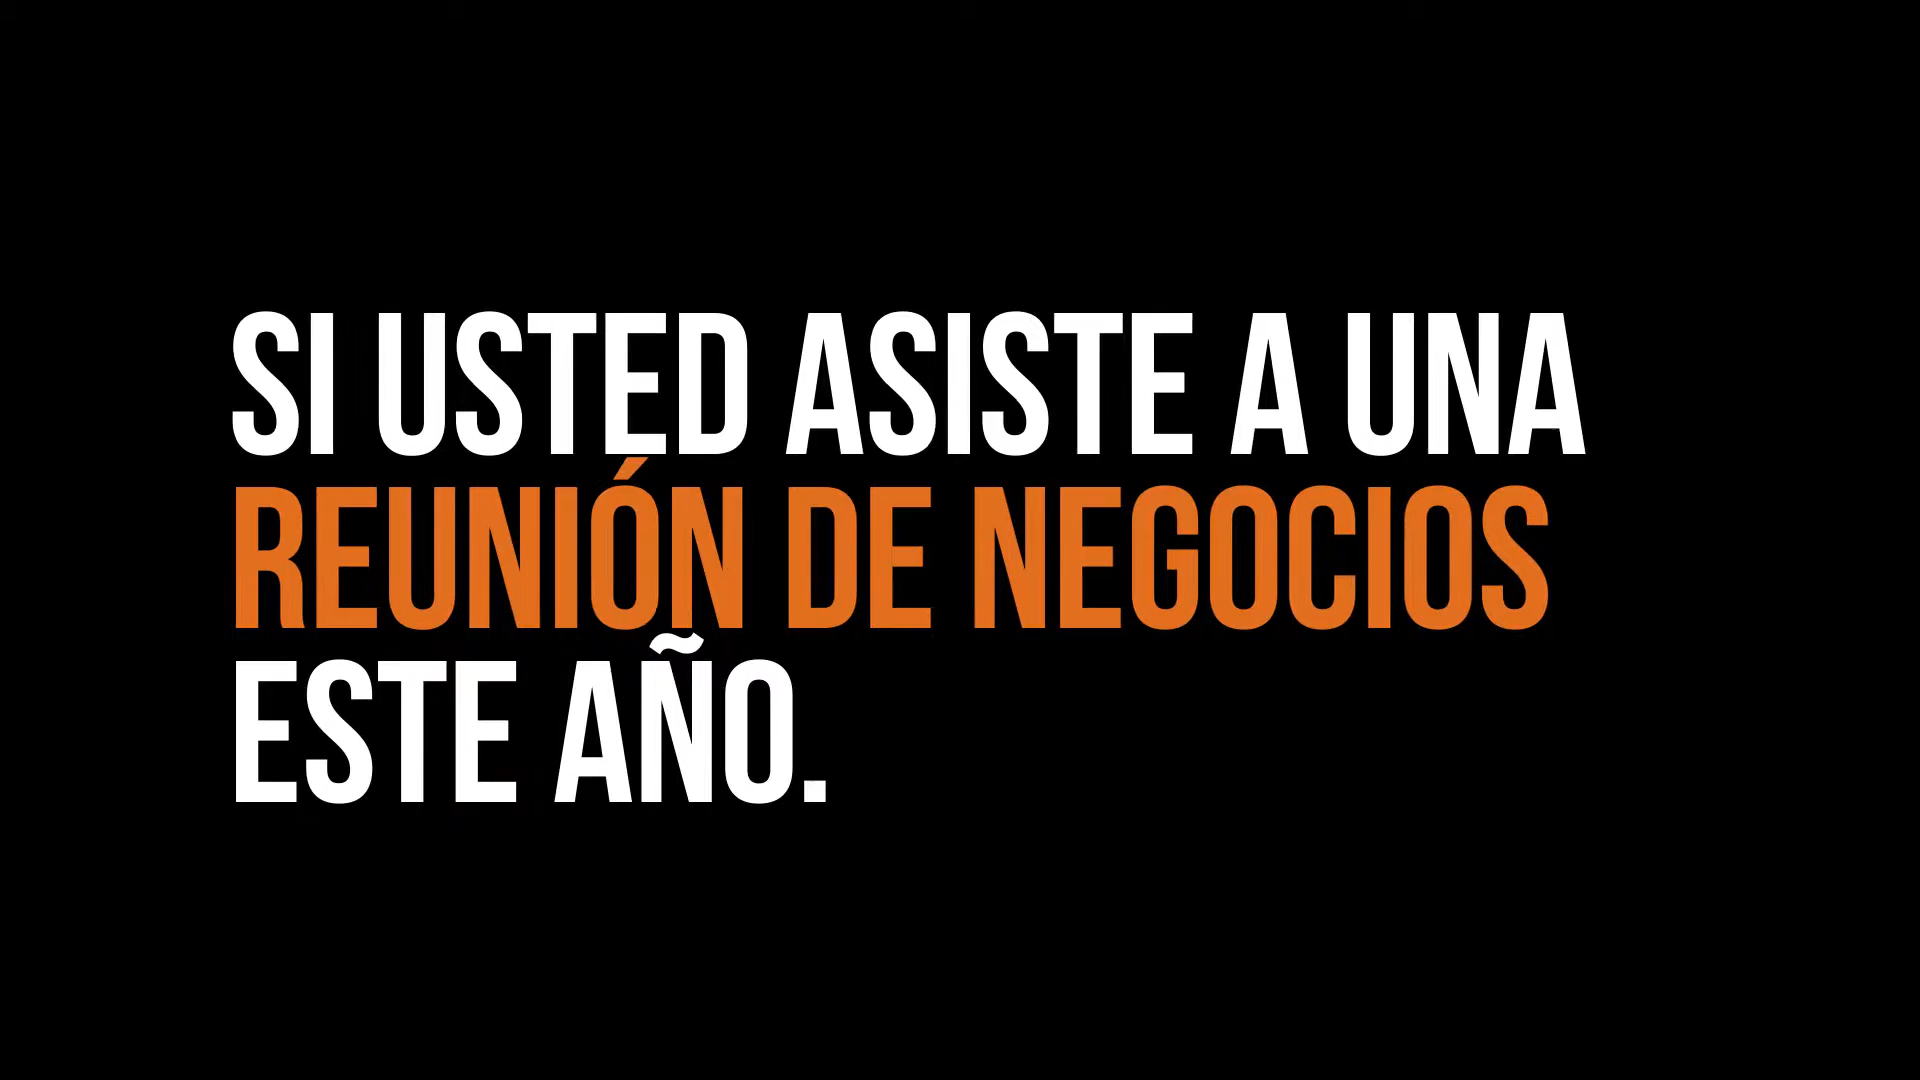 SI USTED ASISTE A UNA
REUNIÓN DE NEGOCIOS
ESTE AÑO.